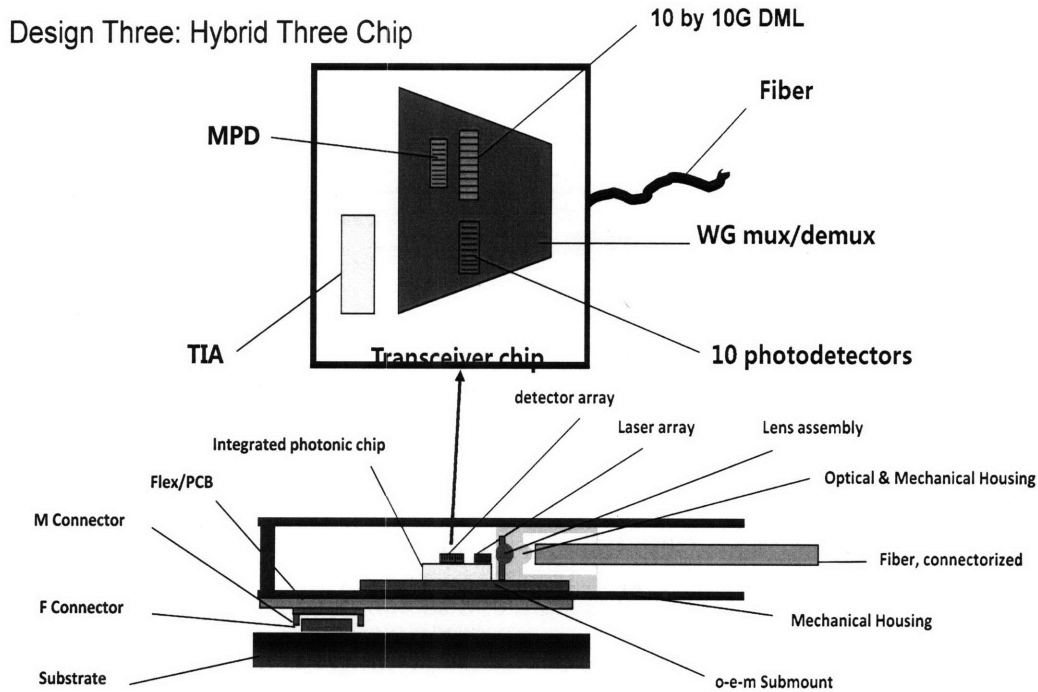 Design Three: Hybrid Three Chip
10 by 10G DML
Fiber
MPD
WG mux/demux
TIA
Transceiver chip
10 photodetectors
detector array
Laser array
Lens assembly
Integrated photonic chip
Optical & Mechanical Housing
Flex/PCB
M Connector
Fiber, connectorized
F Connector
Mechanical Housing
Substrate
o-e-m Submount